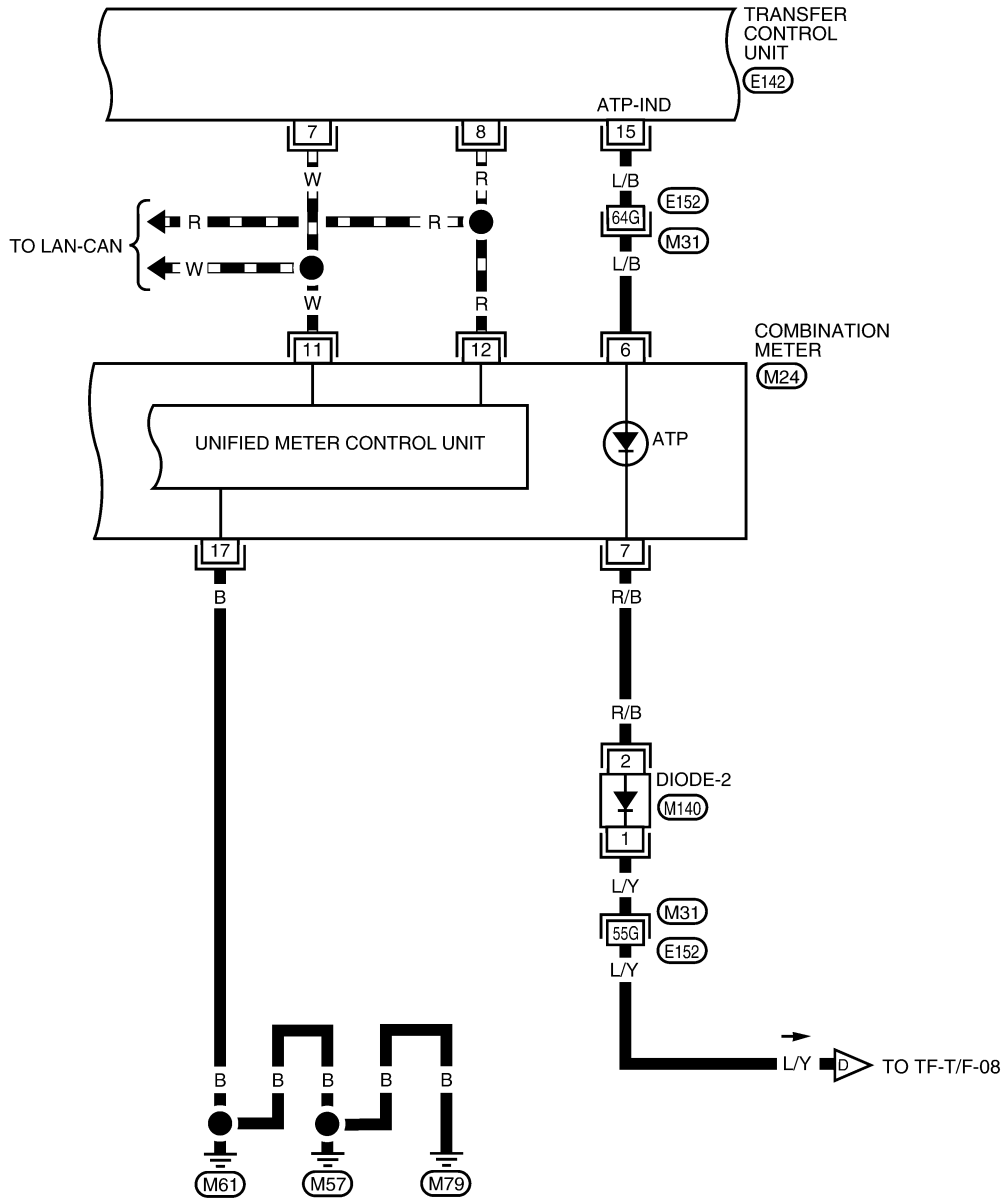 TRANSFER
CONTROL
UNIT
E142
ATP-IND
7
8
15
W
R
L/B
64G
E152
M31
TO LAN-CAN
R
R
W
L/B
W
R
11
12
6
COMBINATION
METER
M24
UNIFIED METER CONTROL UNIT
ATP
17
7
B
R/B
R/B
2
DIODE-2
M140
1
L/Y
M31
55G
E152
L/Y
L/Y
D
TO TF-T/F-08
B
B
B
B
B
M61
M57
M79